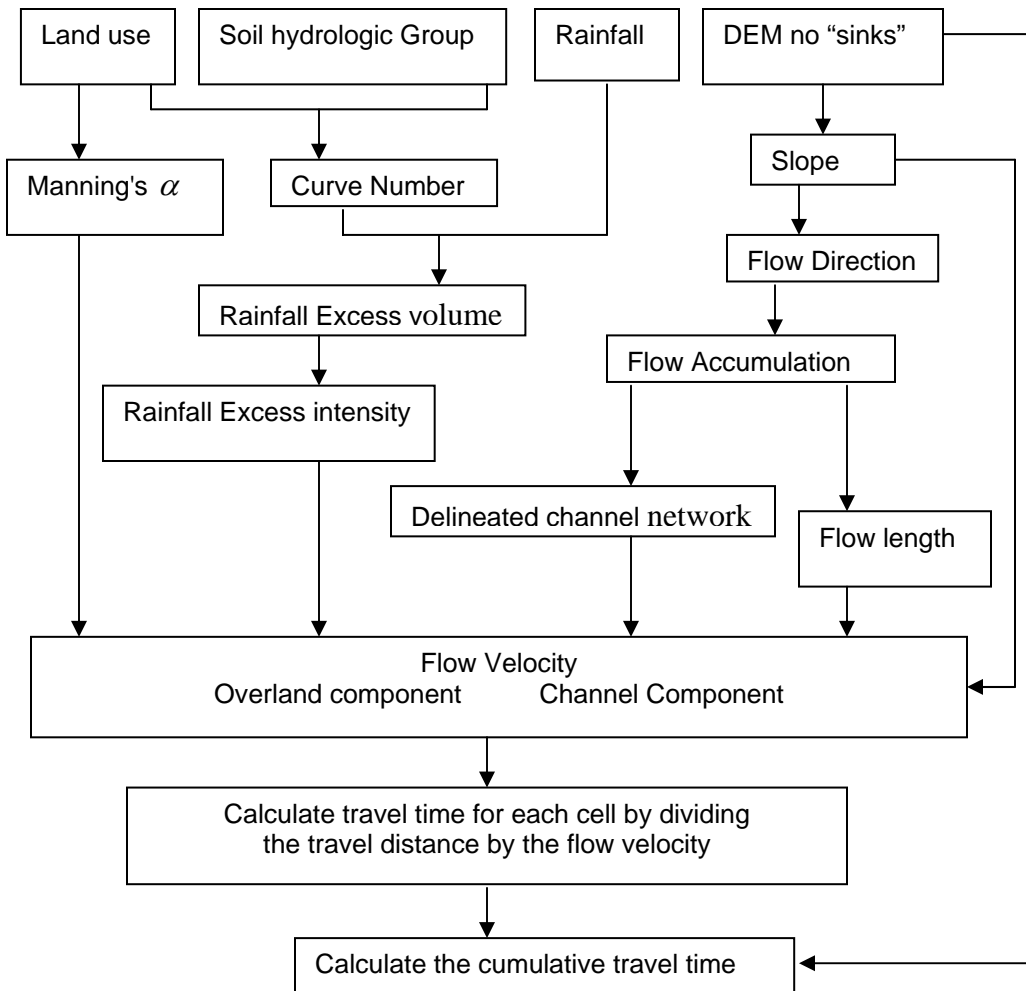 Land use
Soil hydrologic Group
Rainfall
DEM no “sinks”
Manning's α
Curve Number
Slope
Flow Direction
Rainfall Excess volume
Flow Accumulation
Rainfall Excess intensity
Delineated channel network
Flow length
Flow Velocity
Overland component Channel Component
Calculate travel time for each cell by dividing
the travel distance by the flow velocity
Calculate the cumulative travel time